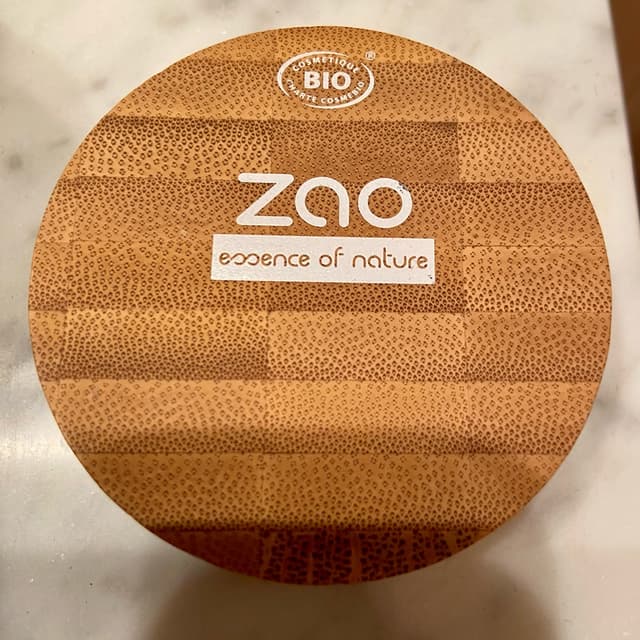 COSMETIQUE
®
BIO
CHARTE COSMEBIO
zao
essence of nature